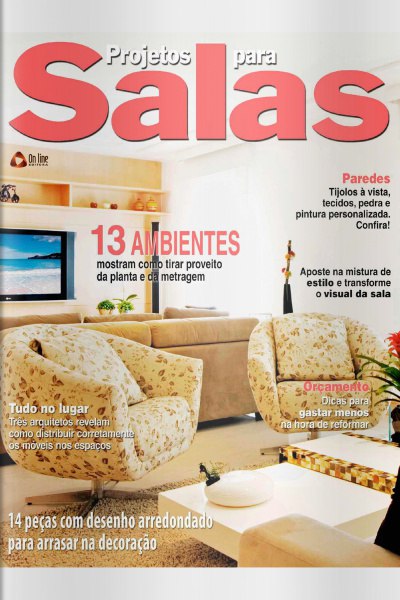 Projetos para
Salas
On line
EDITORA
Paredes
Tijolos à vista,
tecidos, pedra e
pintura personalizada.
Confira!
13 AMBIENTES
mostram como tirar proveito
da planta e da metragem
Aposte na mistura de
estilo e transforme
o visual da sala
Orçamento
Dicas para
gastar menos
na hora de reformar
Tudo no lugar
Três arquitetos revelam
como distribuir corretamente
os móveis nos espaços
14 peças com desenho arredondado
para arrasar na decoração